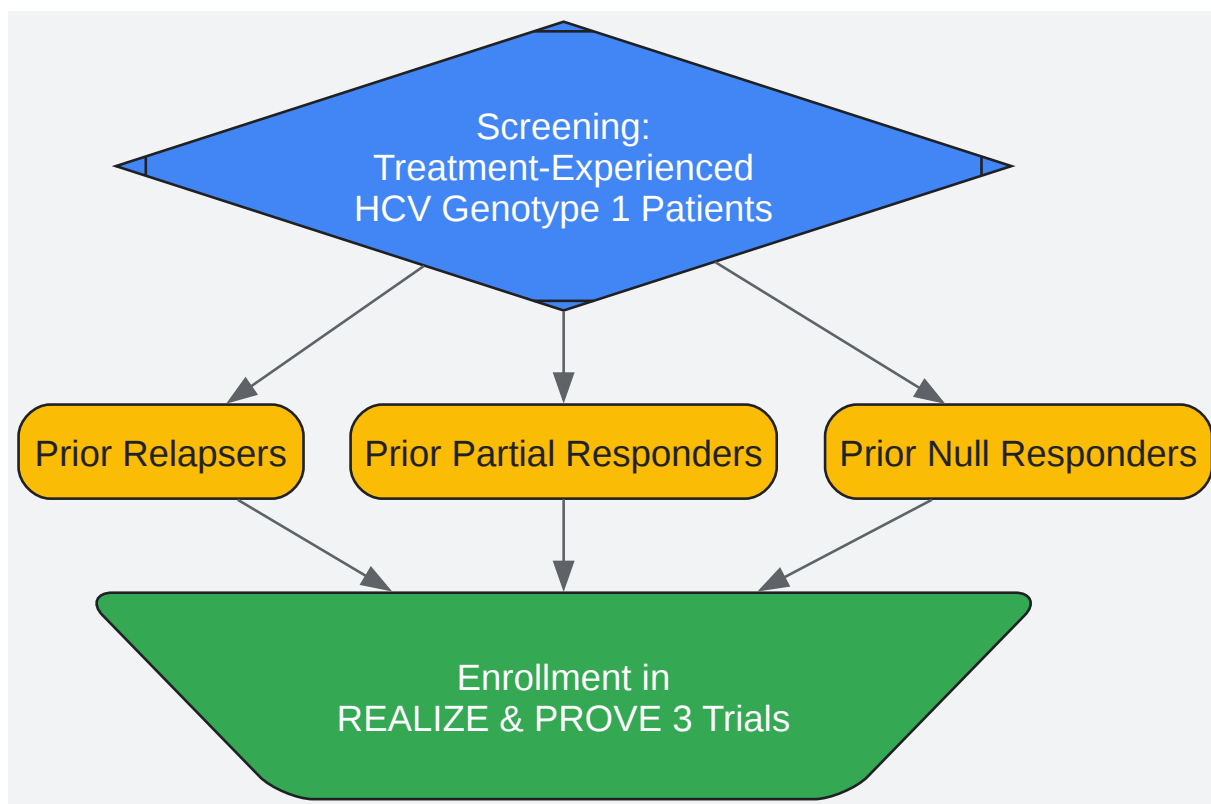 Screening:
Treatment-Experienced
HCV Genotype 1 Patients
Prior Relapsers
Prior Partial Responders
Prior Null Responders
Enrollment in
REALIZE & PROVE 3 Trials